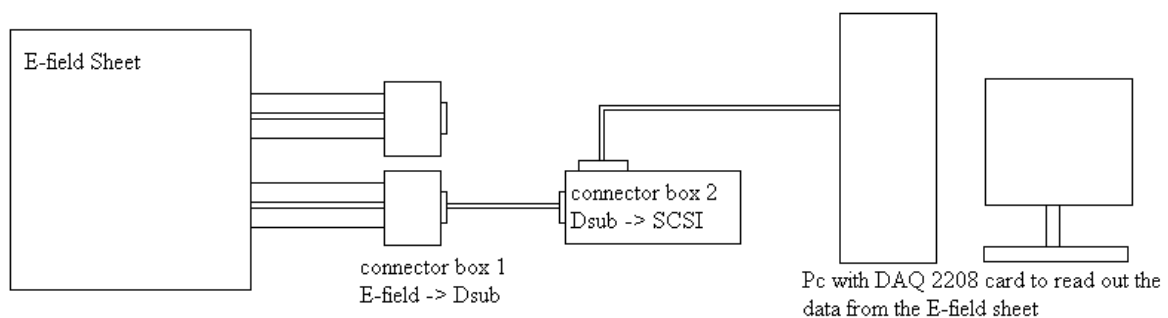 E-field Sheet
connector box 2
Dsub -> SCSI
connector box 1
E-field -> Dsub
Pc with DAQ 2208 card to read out the
data from the E-field sheet